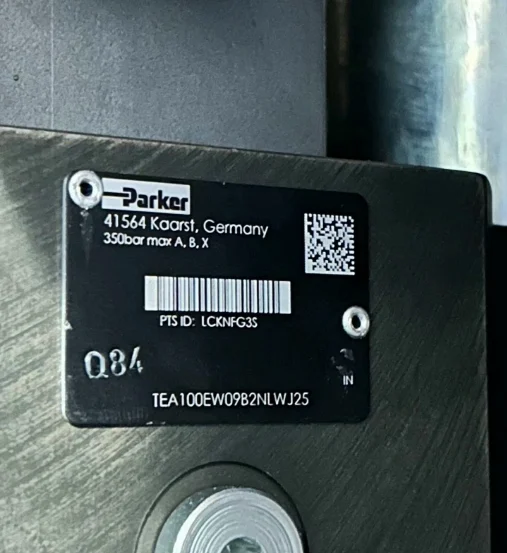 Parker
41564 Kaarst, Germany
350bar max A, B, X
PTS ID: LCKNFG3S
Q84
IN
TEA100EW09B2NLWJ25